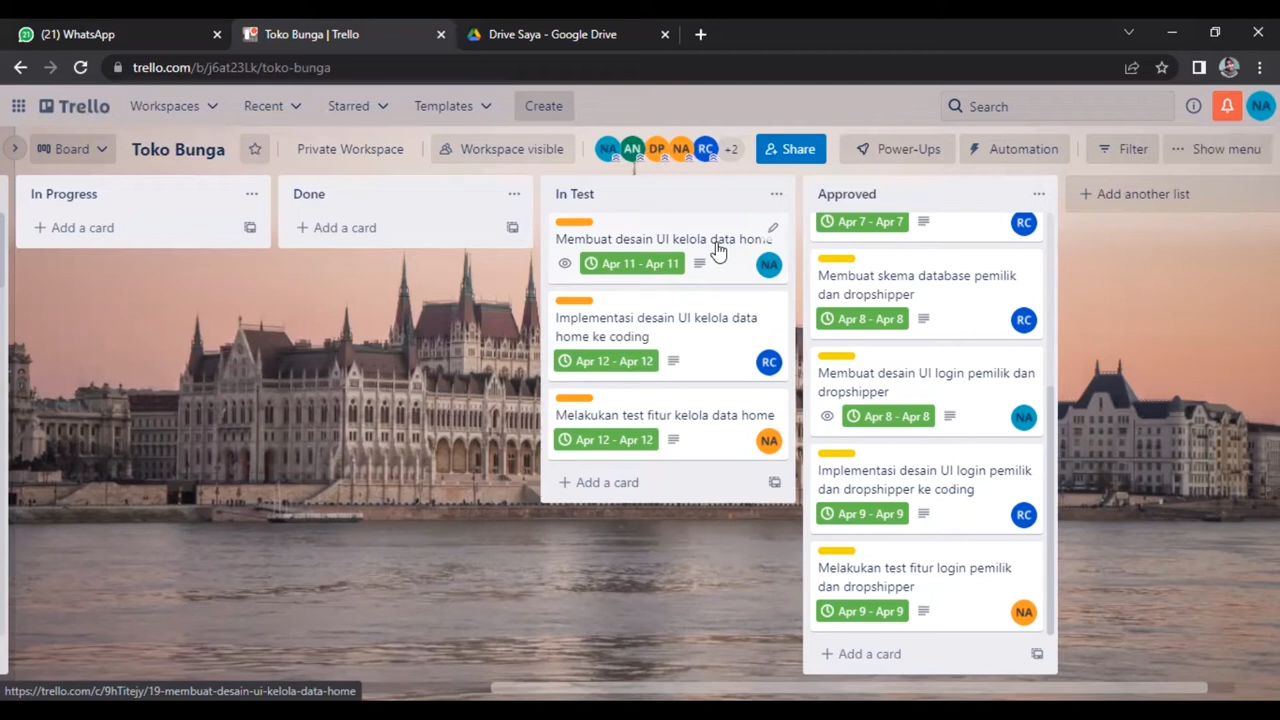 (21) WhatsApp
Toko Bunga | Trello
Drive Saya - Google Drive
trello.com/b/j6at23Lk/toko-bunga
Trello
Workspaces
Recent
Starred
Templates
Create
Search
NA
Board
Toko Bunga
Private Workspace
Workspace visible
NA
AN
DP
NA
RC
+2
Share
Power-Ups
Automation
Filter
Show menu
In Progress
Add a card
Done
Add a card
In Test
Membuat desain UI kelola data home
Apr 11 - Apr 11
NA
Implementasi desain UI kelola data
home ke coding
Apr 12 - Apr 12
RC
Melakukan test fitur kelola data home
Apr 12 - Apr 12
NA
Add a card
Approved
Apr 7 - Apr 7
RC
Membuat skema database pemilik
dan dropshipper
Apr 8 - Apr 8
RC
Membuat desain UI login pemilik dan
dropshipper
Apr 8 - Apr 8
NA
Implementasi desain UI login pemilik
dan dropshipper ke coding
Apr 9 - Apr 9
RC
Melakukan test fitur login pemilik
dan dropshipper
Apr 9 - Apr 9
NA
Add a card
Add another list
https://trello.com/c/9hTitejy/19-membuat-desain-ui-kelola-data-home